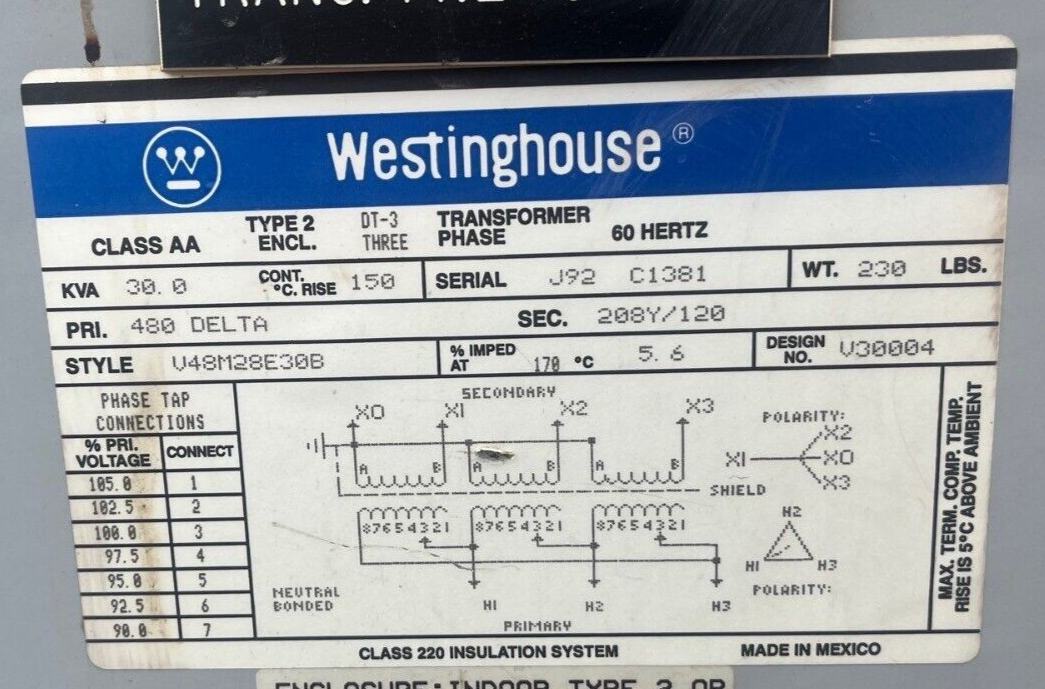 Westinghouse ®
CLASS AA TYPE 2 ENCL. DT-3 THREE TRANSFORMER PHASE 60 HERTZ
KVA 30.0 CONT. °C. RISE 150 SERIAL J92 C1381 WT. 230 LBS.
PRI. 480 DELTA SEC. 208Y/120
STYLE V48M28E30B % IMPED AT 170 °C 5.6 DESIGN NO. V30004
PHASE TAP
CONNECTIONS
% PRI. VOLTAGE CONNECT
105.0 1
102.5 2
100.0 3
97.5 4
95.0 5
92.5 6
90.0 7
SECONDARY
X0 X1 X2 X3
A B A B A
SHIELD
87654321 87654321 87654321
NEUTRAL
BONDED
H1 H2 H3
PRIMARY
POLARITY:
X2
X1 X0
X3
H2
H1 H3
POLARITY:
MAX. TERM. COMP. TEMP.
RISE IS 5°C ABOVE AMBIENT
CLASS 220 INSULATION SYSTEM MADE IN MEXICO
ENCLOSURE: INDOOR TYPE 2 OR